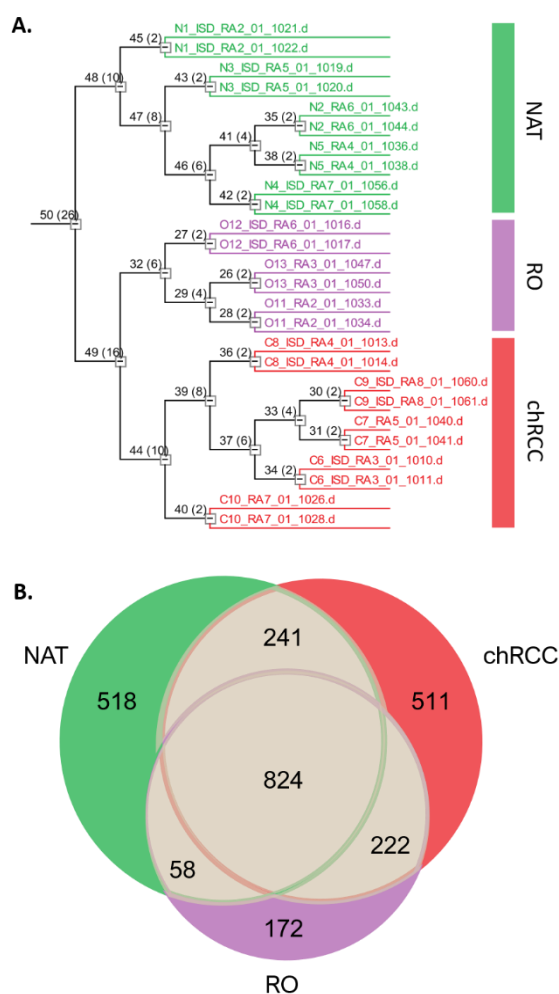 A.
45 (2)
N1_ISD_RA2_01_1021.d
N1_ISD_RA2_01_1022.d
48 (10)
N3_ISD_RA5_01_1019.d
43 (2)
N3_ISD_RA5_01_1020.d
47 (8)
N2_RA6_01_1043.d
35 (2)
N2_RA6_01_1044.d
41 (4)
N5_RA4_01_1036.d
38 (2)
N5_RA4_01_1038.d
46 (6)
N4_ISD_RA7_01_1056.d
42 (2)
N4_ISD_RA7_01_1058.d
NAT
50 (26)
O12_ISD_RA6_01_1016.d
27 (2)
O12_ISD_RA6_01_1017.d
32 (6)
O13_RA3_01_1047.d
26 (2)
O13_RA3_01_1050.d
29 (4)
O11_RA2_01_1033.d
28 (2)
O11_RA2_01_1034.d
RO
49 (16)
C8_ISD_RA4_01_1013.d
36 (2)
C8_ISD_RA4_01_1014.d
39 (8)
C9_ISD_RA8_01_1060.d
30 (2)
C9_ISD_RA8_01_1061.d
33 (4)
C7_RA5_01_1040.d
31 (2)
C7_RA5_01_1041.d
37 (6)
C6_ISD_RA3_01_1010.d
34 (2)
C6_ISD_RA3_01_1011.d
44 (10)
C10_RA7_01_1026.d
40 (2)
C10_RA7_01_1028.d
chRCC
B.
NAT
chRCC
241
518
511
824
58
222
172
RO